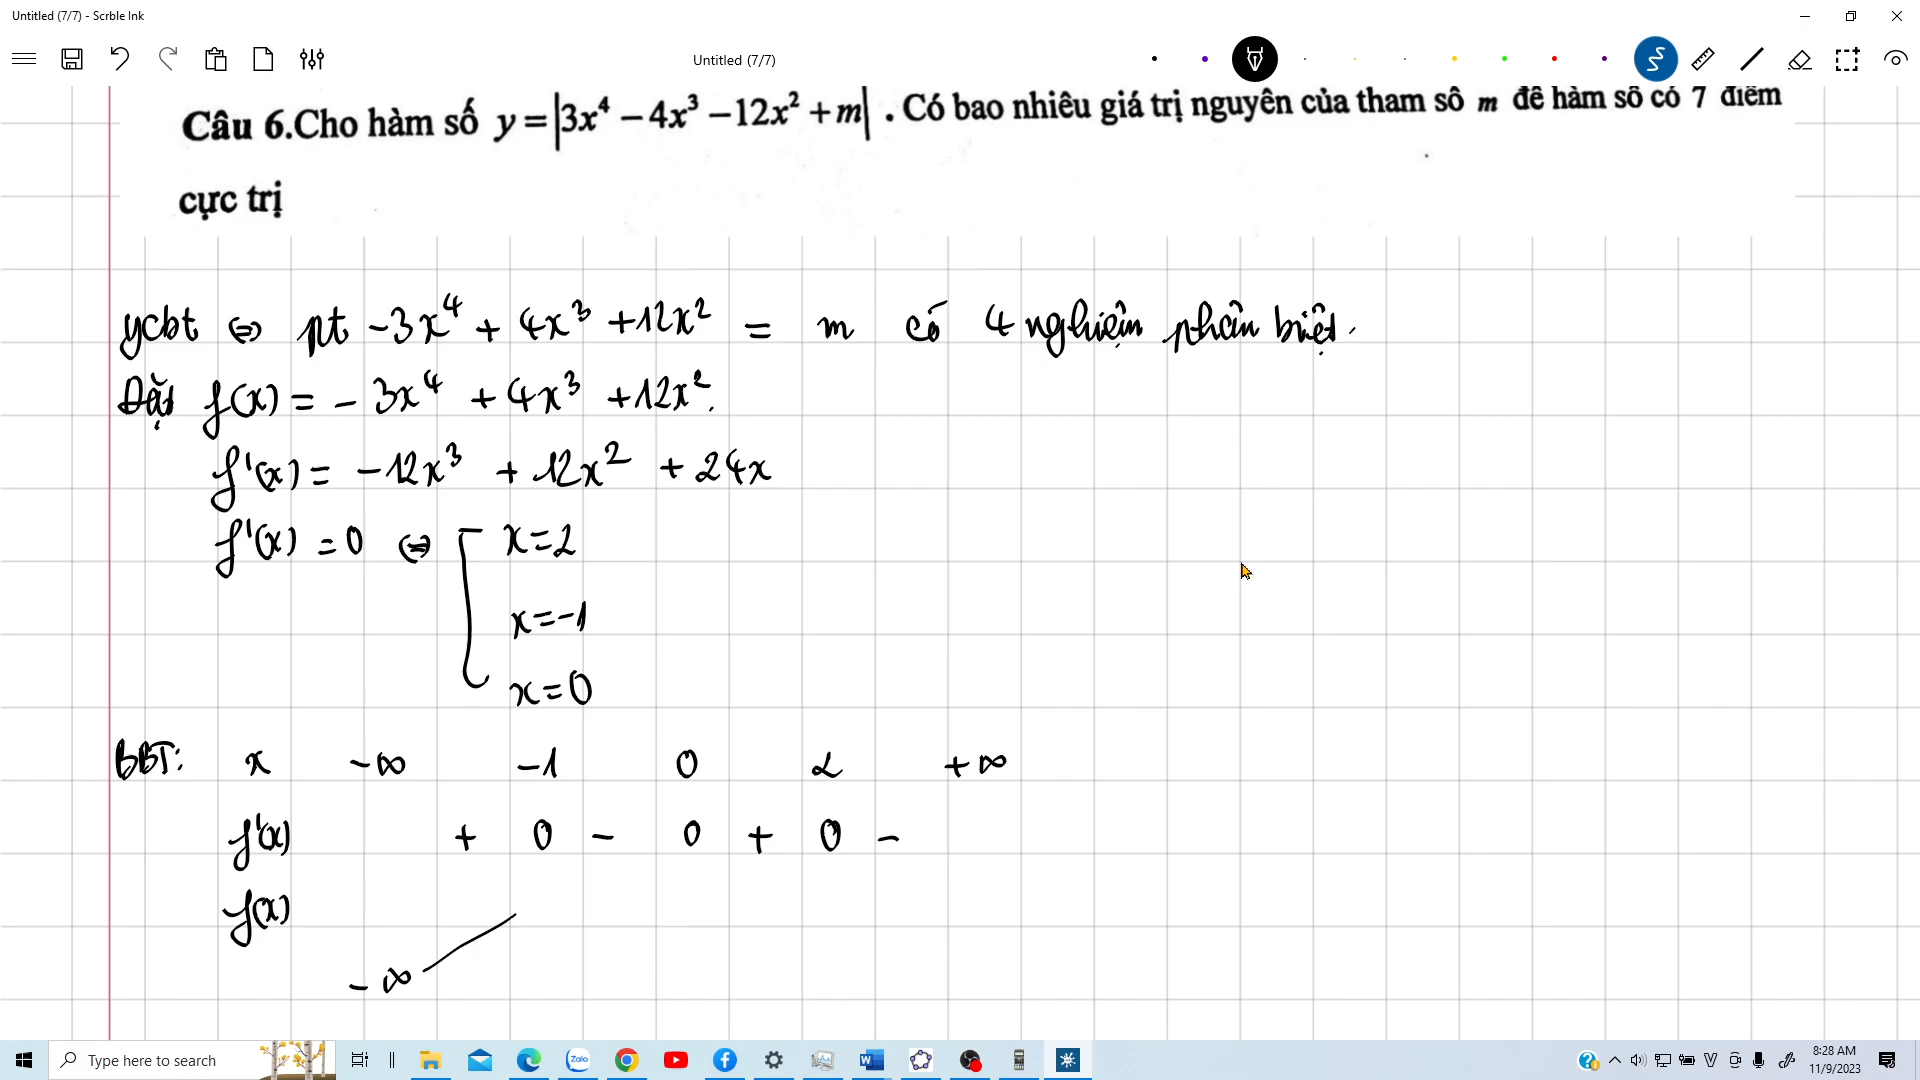 Untitled (7/7) - Scrble Ink
Untitled (7/7)
Câu 6.Cho hàm số y = |3x⁴ − 4x³ − 12x² + m| . Có bao nhiêu giá trị nguyên của tham số m để hàm số có 7 điểm
cực trị
ycbt ⇔ pt −3x⁴ + 4x³ + 12x² = m có 4 nghiệm phân biệt.
Đặt f(x) = −3x⁴ + 4x³ + 12x².
f'(x) = −12x³ + 12x² + 24x
f'(x) = 0 ⇔ [ x = 2
x = −1
x = 0
BBT: x −∞ −1 0 2 +∞
f'(x) + 0 − 0 + 0 −
f(x)
−∞
Type here to search
Zalo
8:28 AM
11/9/2023